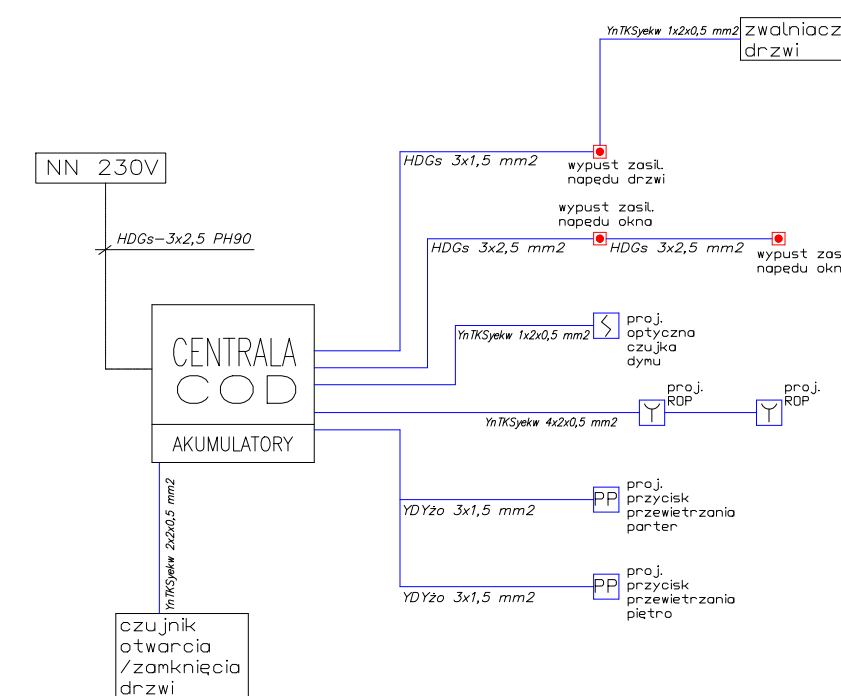 YnTKSyekw 1x2x0,5 mm2
zwalniacz
drzwi
NN 230V
HDGs 3x1,5 mm2
wypust zasil.
napędu drzwi
wypust zasil.
napędu okna
HDGs-3x2,5 PH90
HDGs 3x2,5 mm2
HDGs 3x2,5 mm2
wypust zas
napędu okn
CENTRALA
COD
AKUMULATORY
YnTKSyekw 1x2x0,5 mm2
proj.
optyczna
czujka
dymu
YnTKSyekw 4x2x0,5 mm2
proj.
ROP
proj.
ROP
YDYżo 3x1,5 mm2
PP
proj.
przycisk
przewietrzania
parter
YDYżo 3x1,5 mm2
PP
proj.
przycisk
przewietrzania
piętro
YnTKSyekw 2x2x0,5 mm2
czujnik
otwarcia
/zamknięcia
drzwi